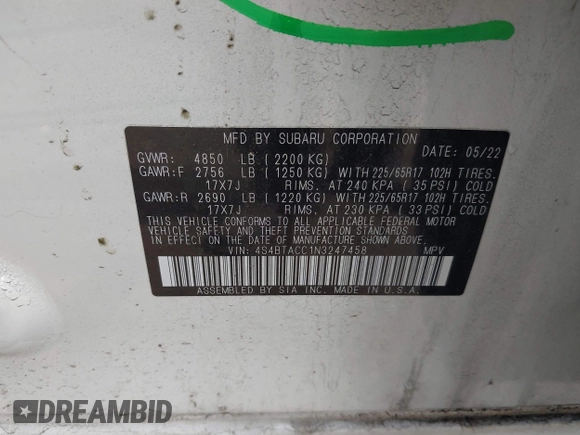 MFD BY SUBARU CORPORATION 05/22
GVWR: 4850 LB (2200 KG)
GAWR:F 2756 LB (1250 KG) WITH 225/65R17 102H TIRES.
17X7J RIMS. AT 240 KPA (35 PSI) COLD
GAWR:R 2690 LB (1220 KG) WITH 225/65R17 102H TIRES.
17X7J RIMS. AT 230 KPA (33 PSI) COLD
THIS VEHICLE CONFORMS TO ALL APPLICABLE FEDERAL MOTOR
VEHICLE SAFETY AND THEFT PREVENTION STANDARDS IN EFFECT
ON THE DATE OF MANUFACTURE SHOWN ABOVE.
VIN: 4S4BTACC1N3247458 MPV
ASSEMBLED BY SIA INC. MADE IN U.S.A.
DREAMBID